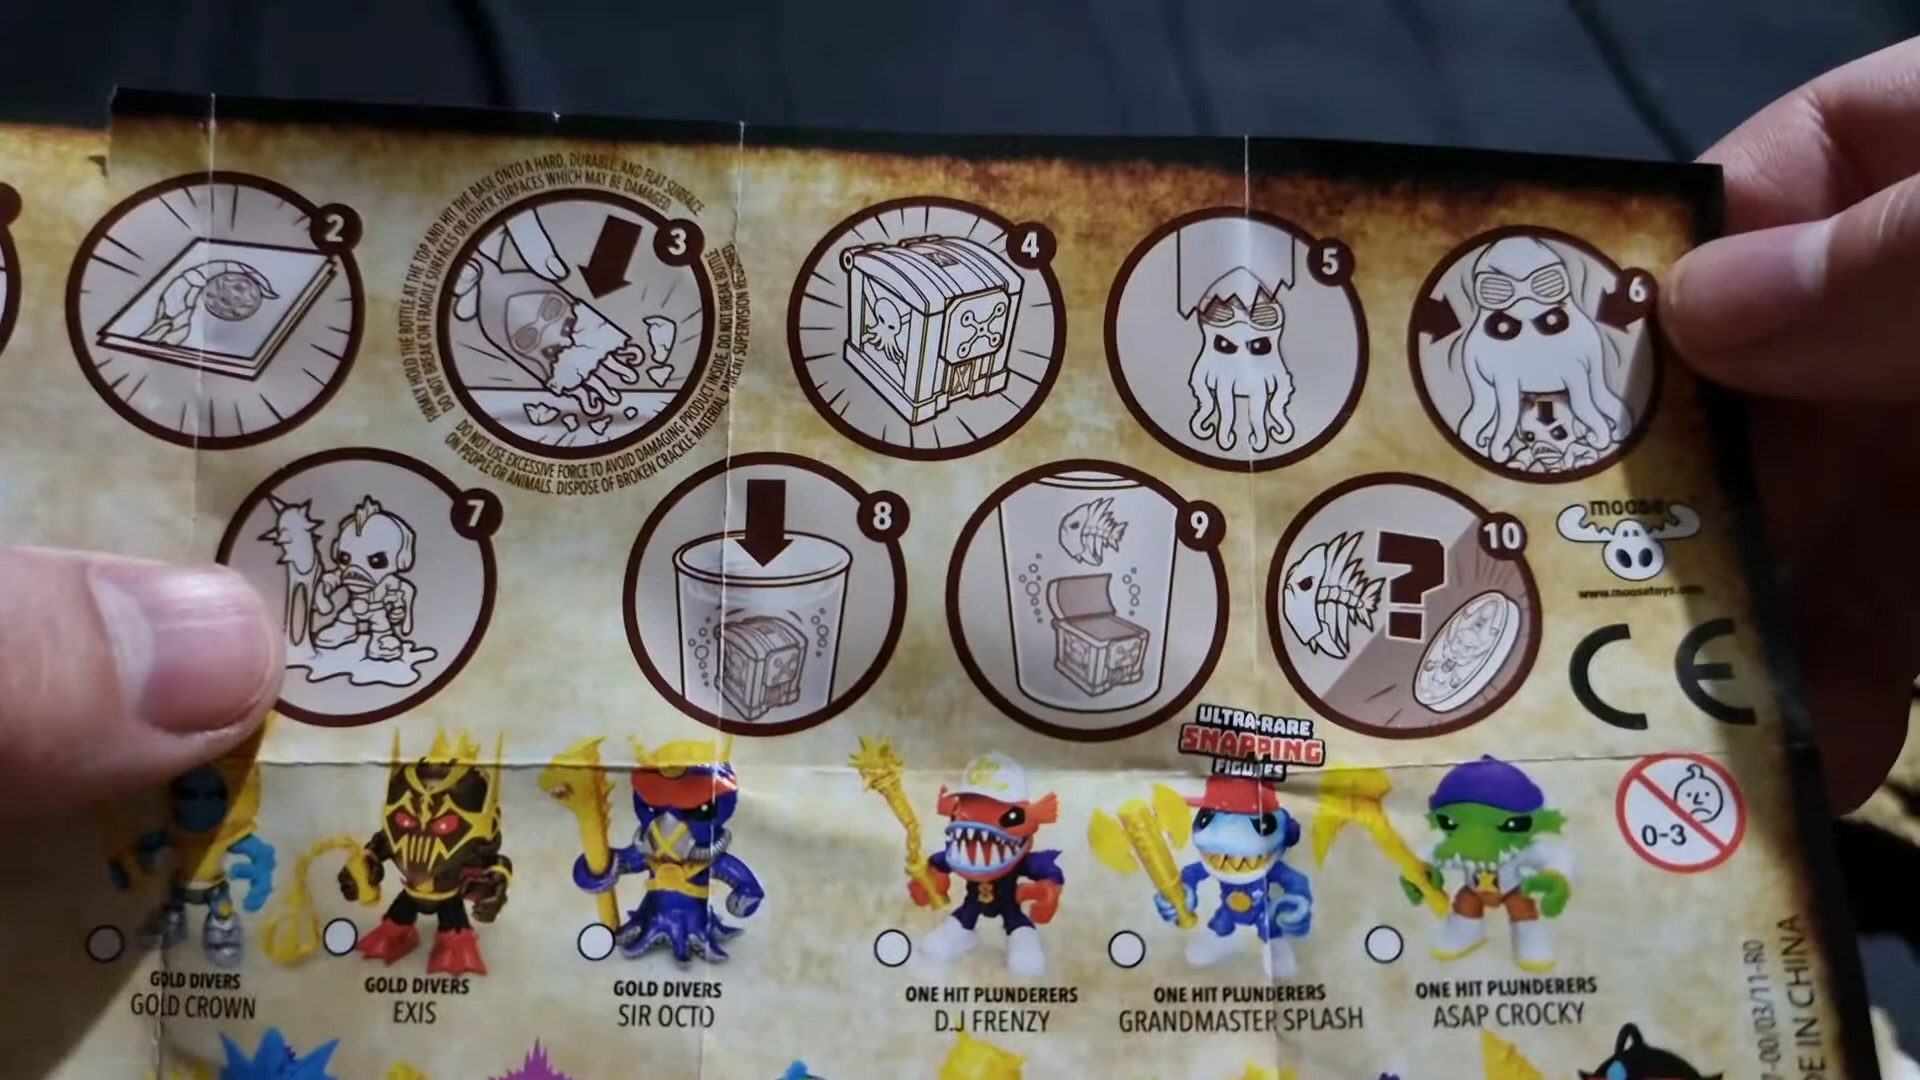 2
3
4
5
6
FIRMLY HOLD THE BOTTLE AT THE TOP AND HIT THE BASE ONTO A HARD, DURABLE, AND FLAT SURFACE
DO NOT BREAK ON FRAGILE SURFACES OR OTHER SURFACES WHICH MAY BE DAMAGED.
DO NOT USE EXCESSIVE FORCE TO AVOID DAMAGING PRODUCT INSIDE. DO NOT BREAK BOTTLE
ON PEOPLE OR ANIMALS. DISPOSE OF BROKEN CRACKLE MATERIAL. PARENT SUPERVISION REQUIRED
7
8
9
10
?
moose
www.moosetoys.com
CE
ULTRA-RARE
SNAPPING
FIGURES
0-3
GOLD DIVERS
GOLD CROWN
GOLD DIVERS
EXIS
GOLD DIVERS
SIR OCTO
ONE HIT PLUNDERERS
D.J FRENZY
ONE HIT PLUNDERERS
GRANDMASTER SPLASH
ONE HIT PLUNDERERS
ASAP CROCKY
-00/03/11-R0
IN CHINA